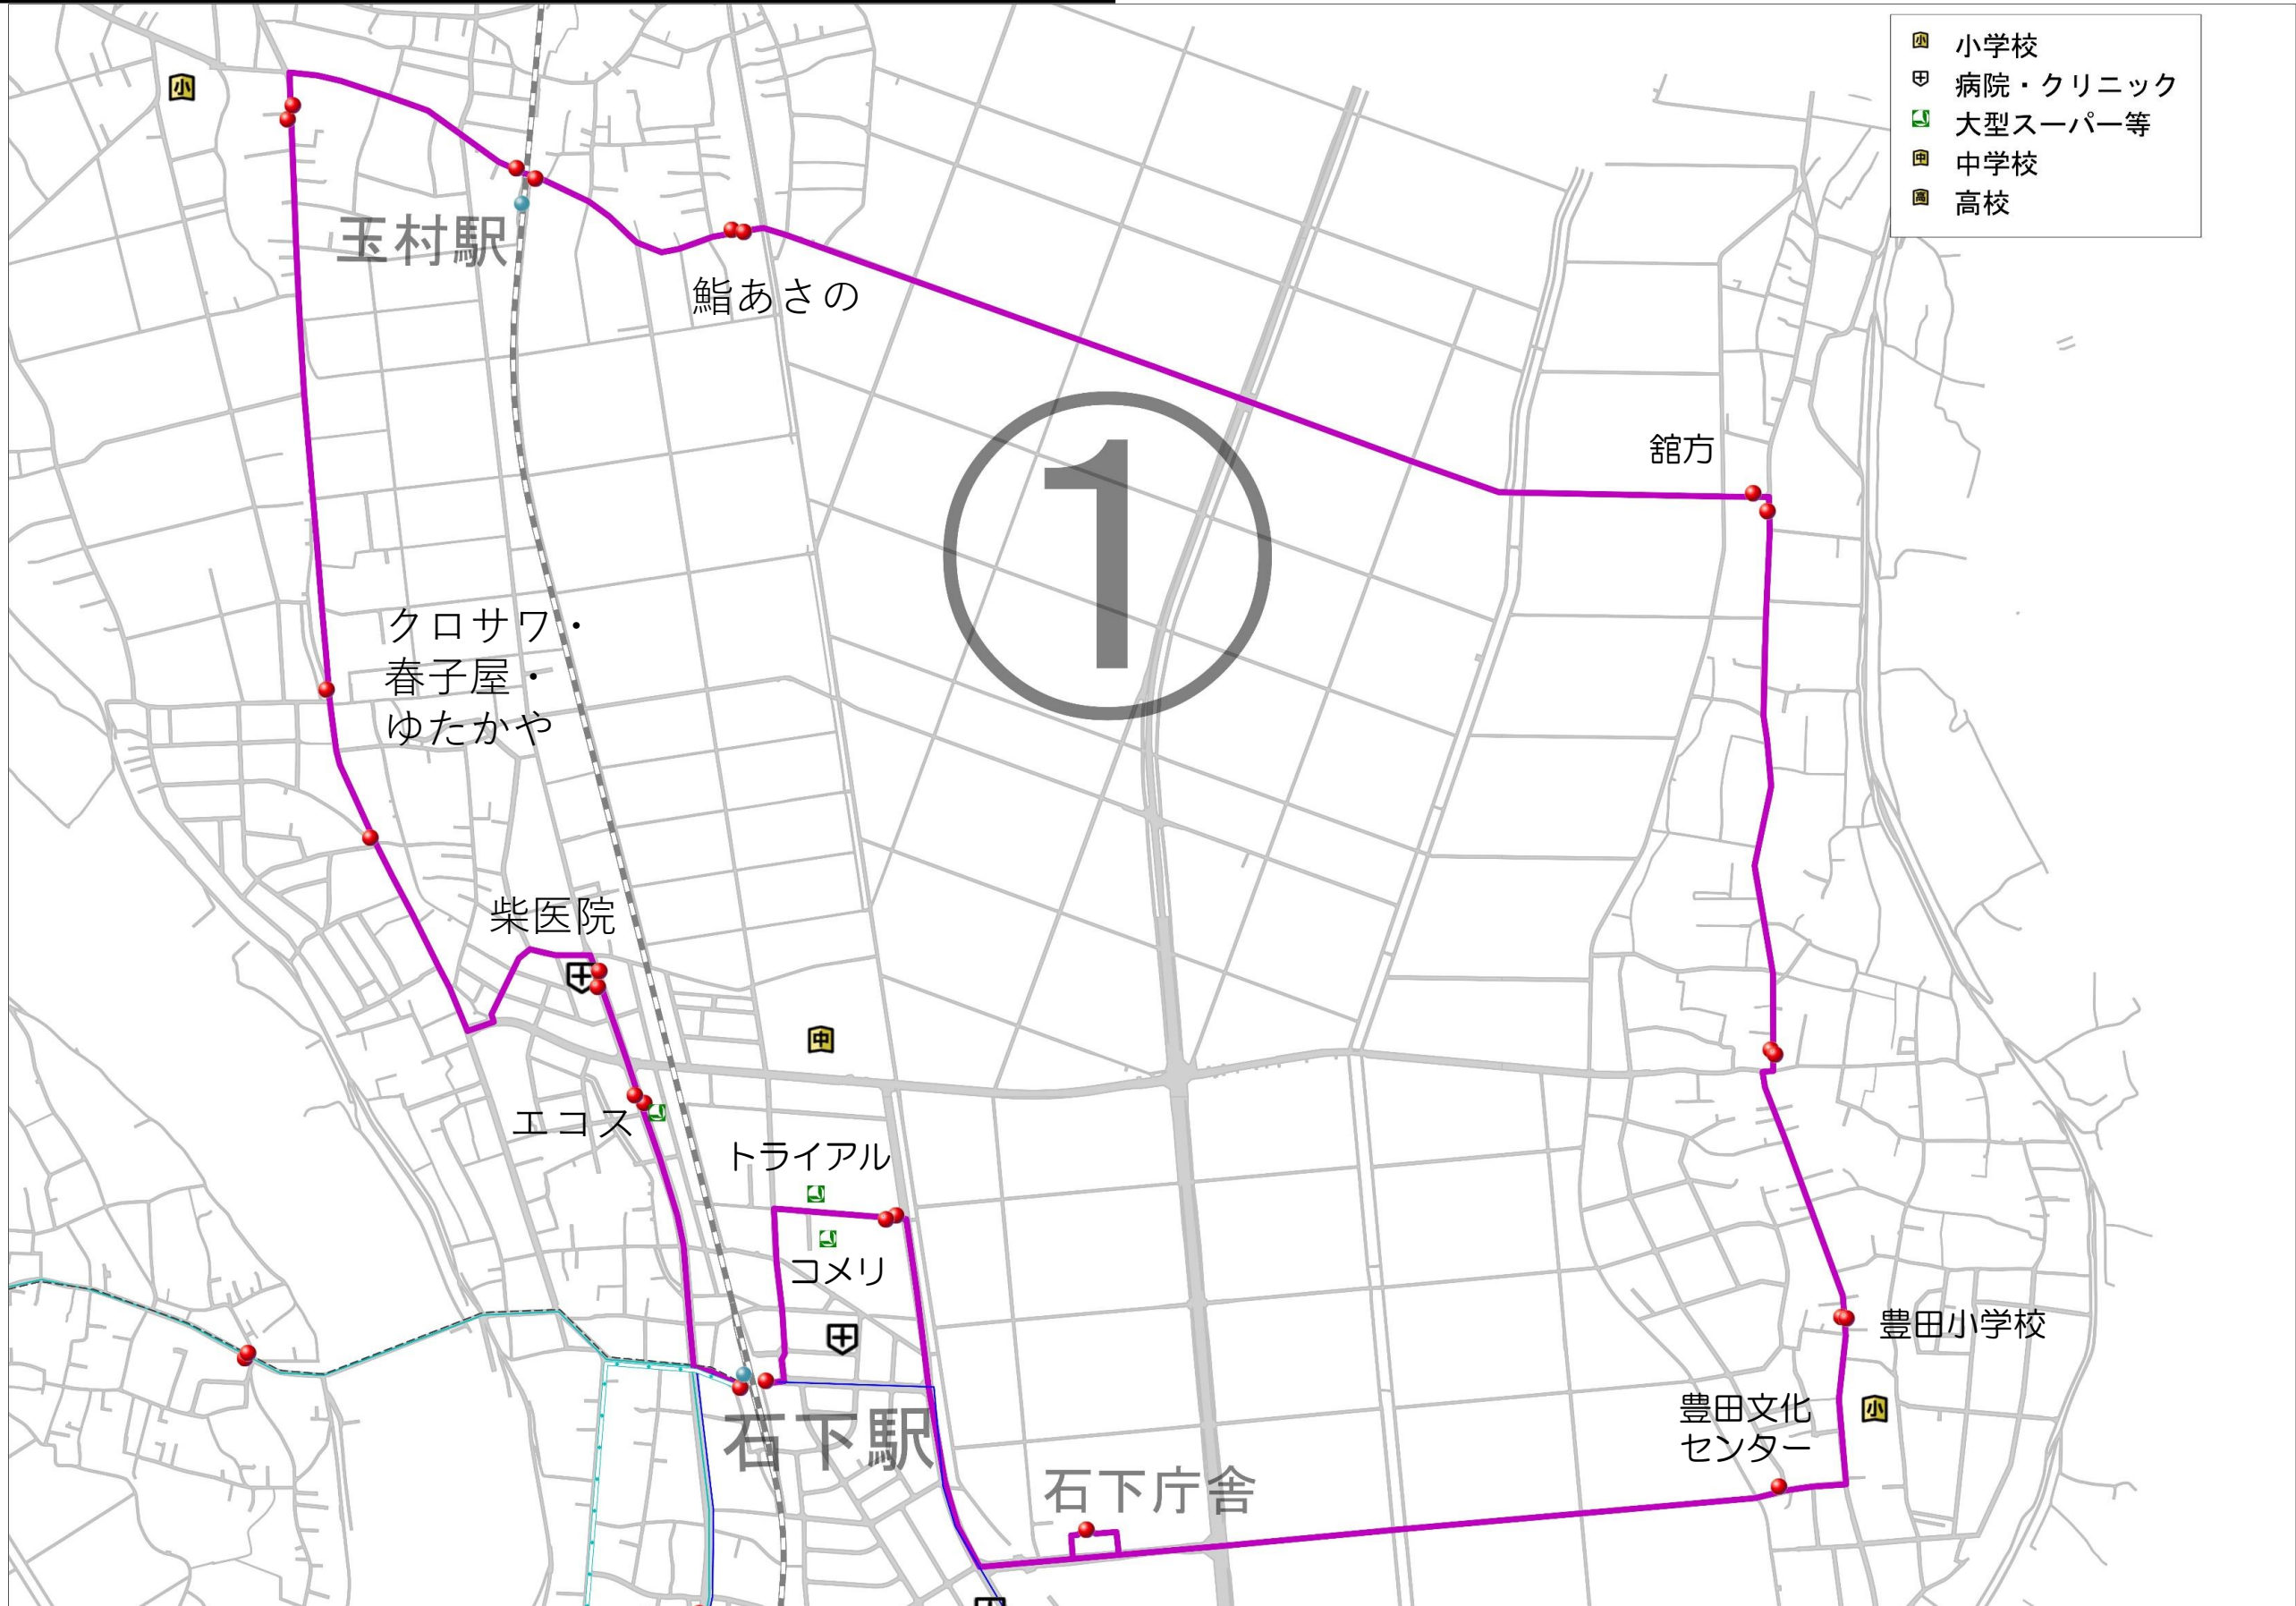 小学校
病院・クリニック
大型スーパー等
中学校
高校
小
玉村駅
鮨あさの
1
舘方
クロサワ・
春子屋・
ゆたかや
柴医院
中
エコス
トライアル
コメリ
豊田小学校
石下駅
豊田文化
センター
小
石下庁舎